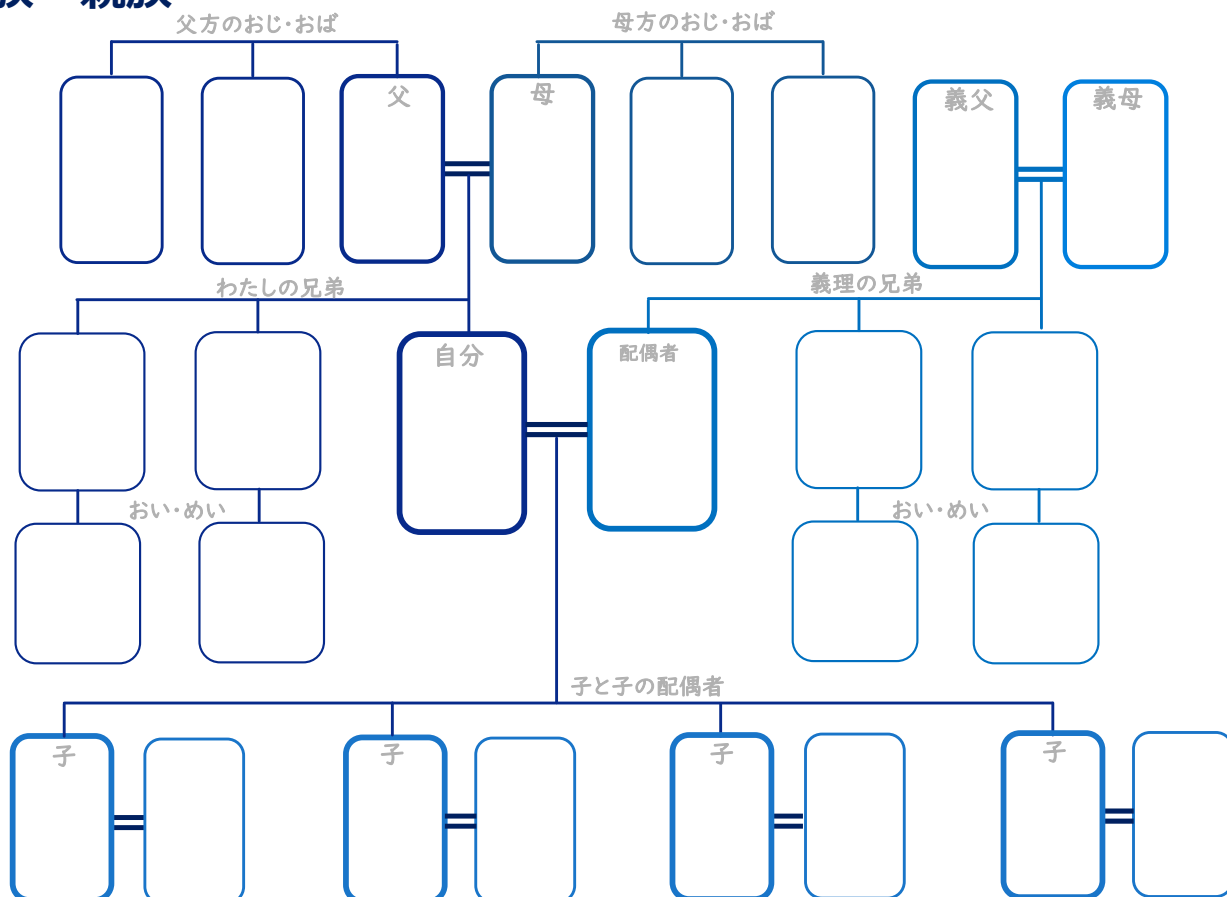 父方のおじ・おば
母方のおじ・おば
父
母
義父
義母
わたしの兄弟
義理の兄弟
自分
配偶者
おい・めい
おい・めい
子と子の配偶者
子
子
子
子